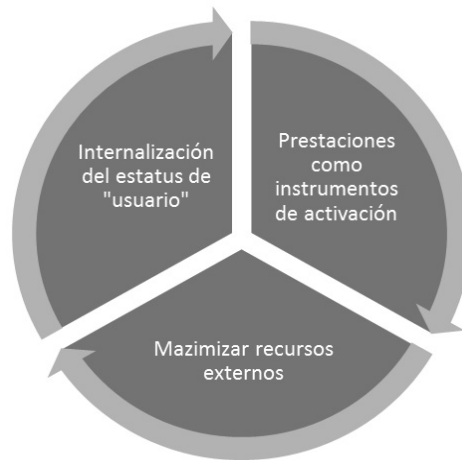 Internalización
del estatus de
"usuario"
Prestaciones
como
instrumentos
de activación
Mazimizar recursos
externos